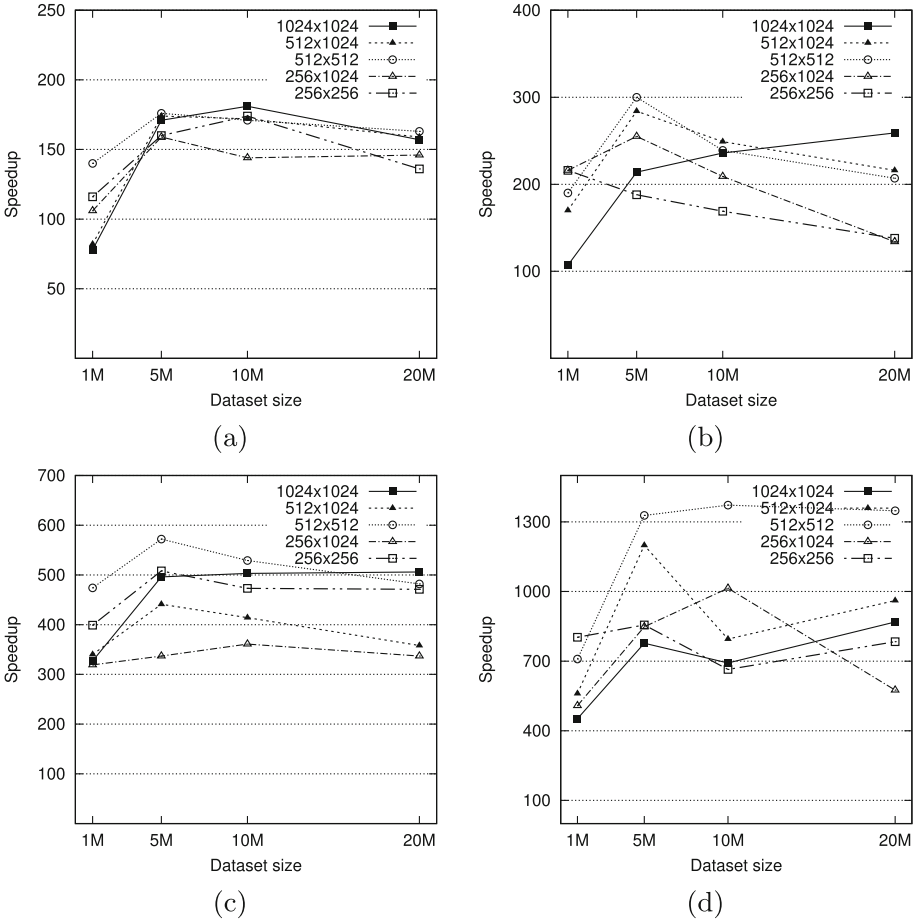 250
200
150
100
50
Speedup
1024x1024
512x1024
512x512
256x1024
256x256
1M 5M 10M 20M
Dataset size
(a)
400
300
200
100
Speedup
1024x1024
512x1024
512x512
256x1024
256x256
1M 5M 10M 20M
Dataset size
(b)
700
600
500
400
300
200
100
Speedup
1024x1024
512x1024
512x512
256x1024
256x256
1M 5M 10M 20M
Dataset size
(c)
1300
1000
700
400
100
Speedup
1024x1024
512x1024
512x512
256x1024
256x256
1M 5M 10M 20M
Dataset size
(d)